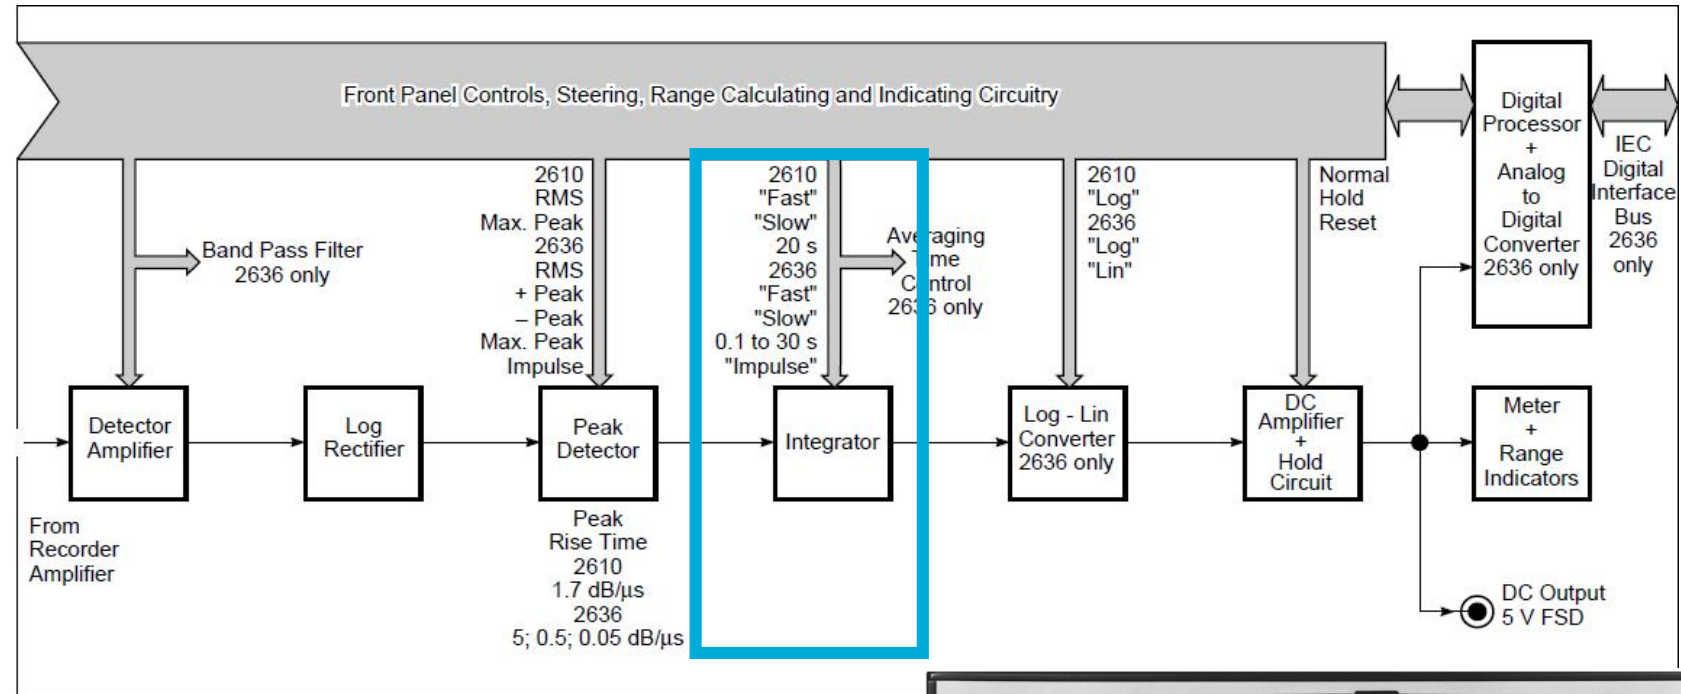 Front Panel Controls, Steering, Range Calculating and Indicating Circuitry
Band Pass Filter
2636 only
2610
RMS
Max. Peak
2636
RMS
+ Peak
– Peak
Max. Peak
Impulse
2610
"Fast"
"Slow"
20 s
2636
"Fast"
"Slow"
0.1 to 30 s
"Impulse"
Averaging
Control
2636 only
2610
"Log"
2636
"Log"
"Lin"
Normal
Hold
Reset
Digital
Processor
+
Analog
to
Digital
Converter
2636 only
IEC
Digital
Interface
Bus
2636
only
Detector
Amplifier
Log
Rectifier
Peak
Detector
Integrator
Log - Lin
Converter
2636 only
DC
Amplifier
+
Hold
Circuit
Meter
+
Range
Indicators
From
Recorder
Amplifier
Peak
Rise Time
2610
1.7 dB/µs
2636
5; 0.5; 0.05 dB/µs
DC Output
5 V FSD